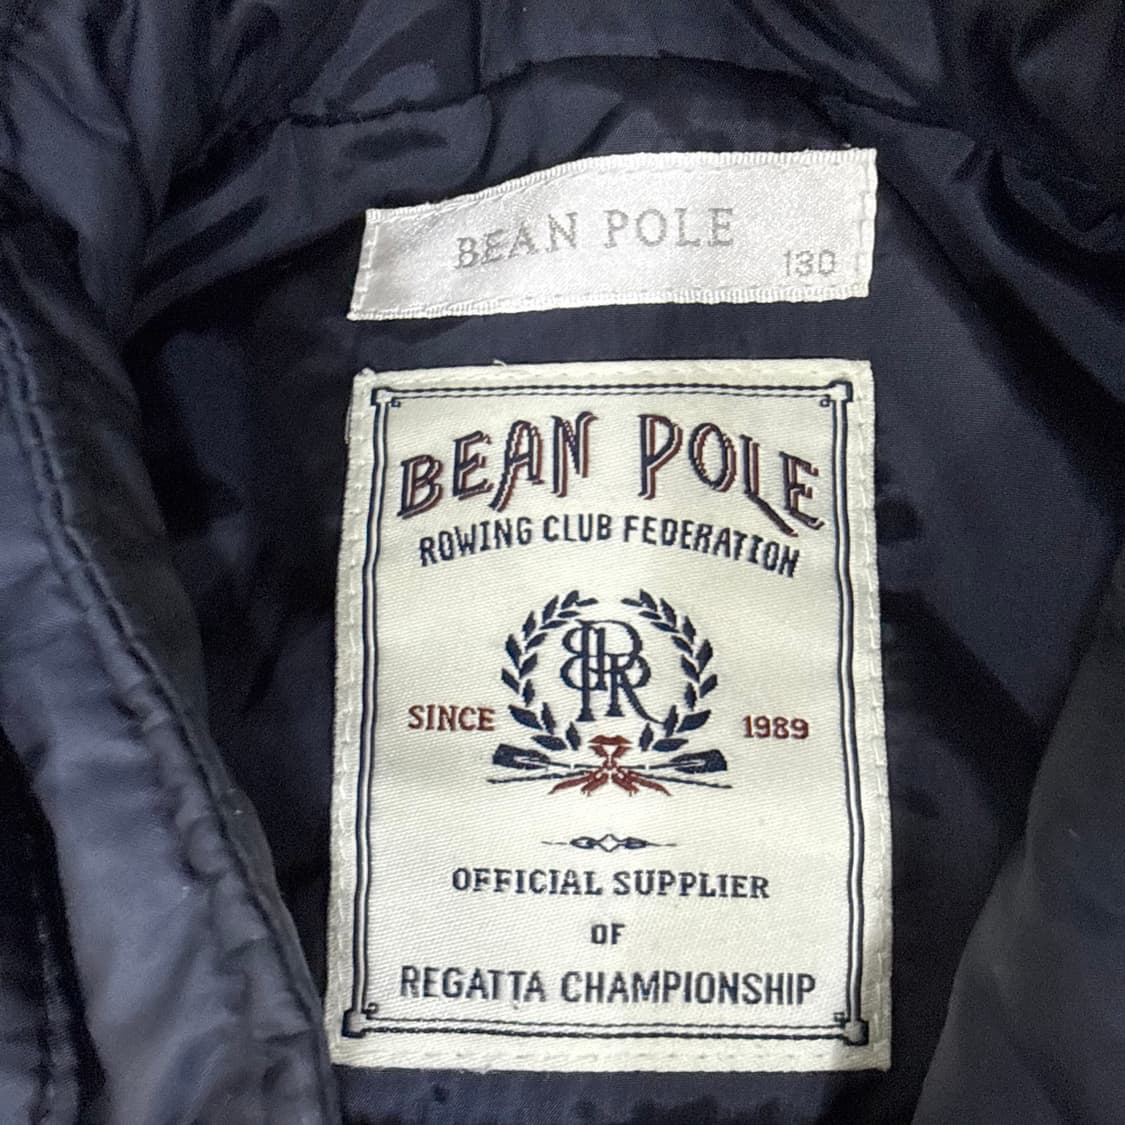 BEAN POLE
130
BEAN POLE
ROWING CLUB FEDERATION
SINCE 1989
OFFICIAL SUPPLIER
OF
REGATTA CHAMPIONSHIP